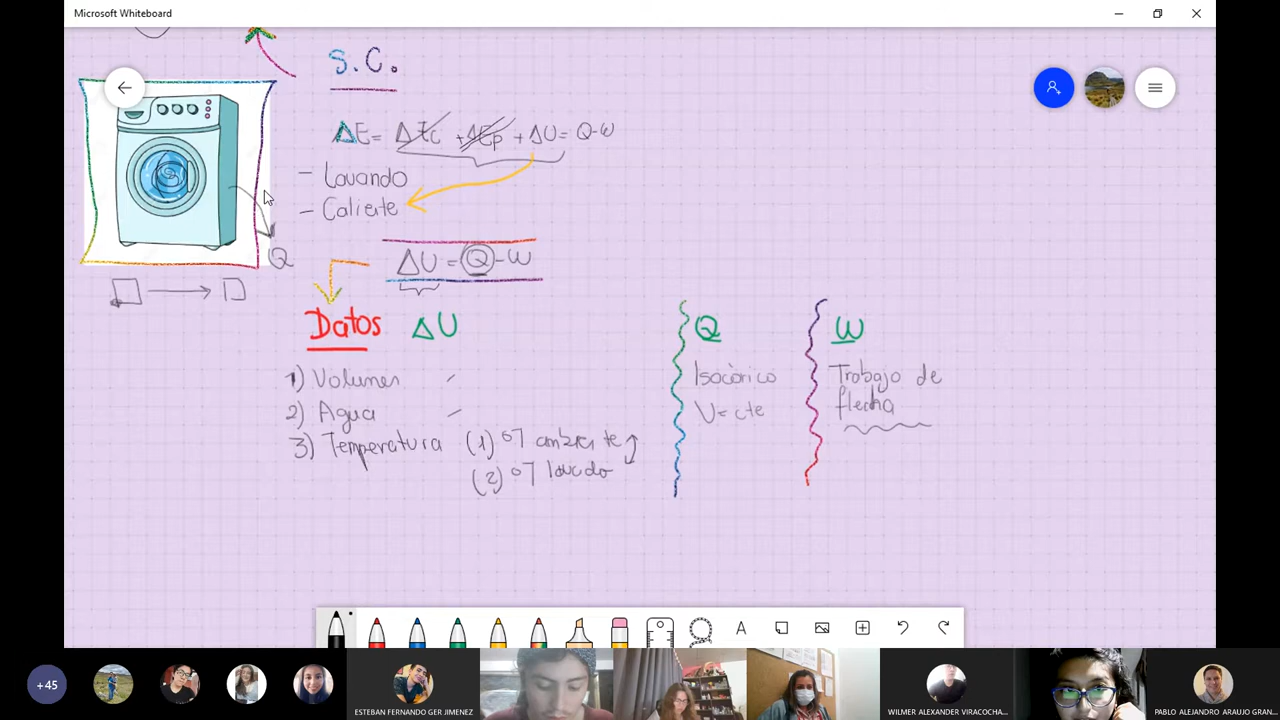 Microsoft Whiteboard
S.C.
ΔE = ΔEc + ΔEp + ΔU = Q-W
- Lavando
- Caliente
Q
ΔU = Q - W
Datos ΔU
1) Volumen
2) Agua
3) Temperatura (1) oT ambiente
(2) oT lavado
Q
Isocórico
V = cte
W
Trabajo de
flecha
A
+45
ESTEBAN FERNANDO GER JIMENEZ
WILMER ALEXANDER VIRACOCHA...
PABLO ALEJANDRO ARAUJO GRAN...